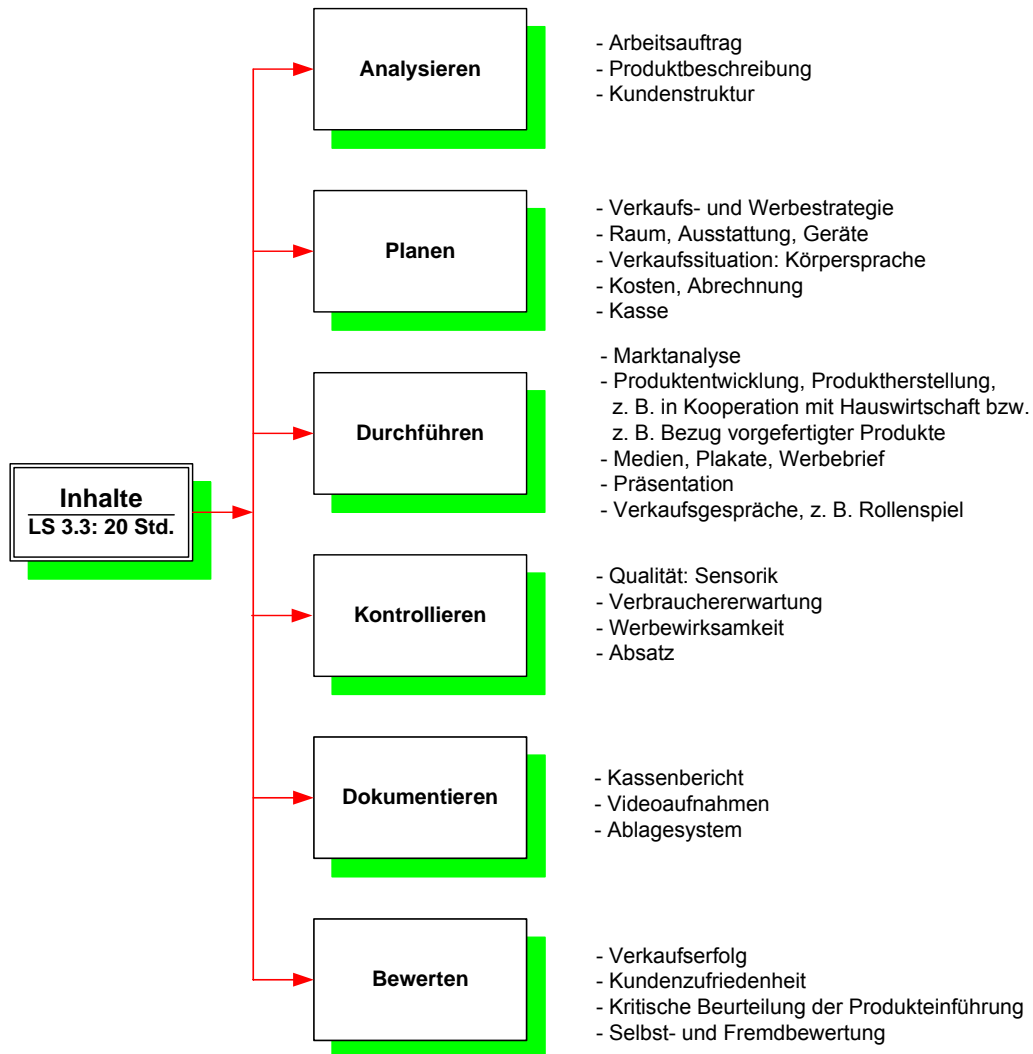 Inhalte
LS 3.3: 20 Std.
Analysieren
- Arbeitsauftrag
- Produktbeschreibung
- Kundenstruktur
Planen
- Verkaufs- und Werbestrategie
- Raum, Ausstattung, Geräte
- Verkaufssituation: Körpersprache
- Kosten, Abrechnung
- Kasse
Durchführen
- Marktanalyse
- Produktentwicklung, Produktherstellung,
z. B. in Kooperation mit Hauswirtschaft bzw.
z. B. Bezug vorgefertigter Produkte
- Medien, Plakate, Werbebrief
- Präsentation
- Verkaufsgespräche, z. B. Rollenspiel
Kontrollieren
- Qualität: Sensorik
- Verbrauchererwartung
- Werbewirksamkeit
- Absatz
Dokumentieren
- Kassenbericht
- Videoaufnahmen
- Ablagesystem
Bewerten
- Verkaufserfolg
- Kundenzufriedenheit
- Kritische Beurteilung der Produkteinführung
- Selbst- und Fremdbewertung